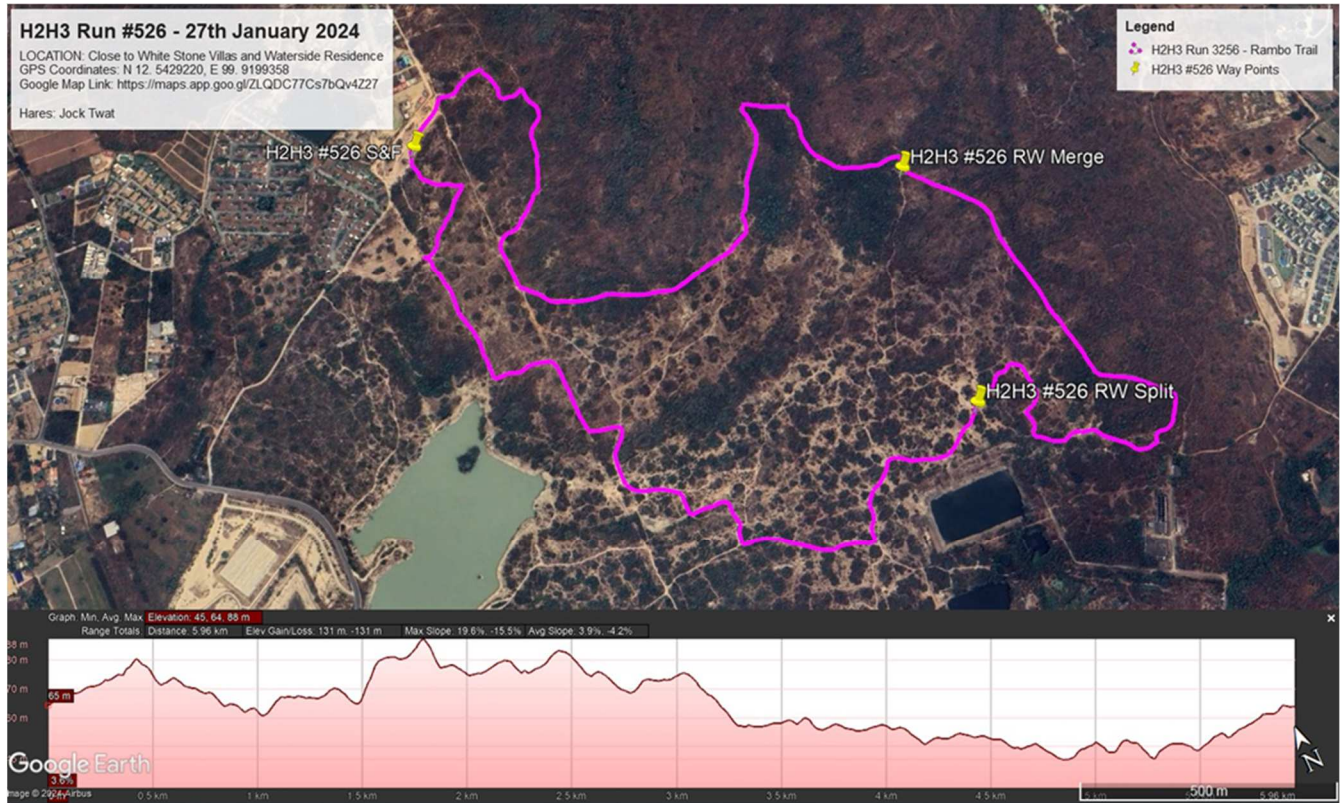 H2H3 Run #526 - 27th January 2024
LOCATION: Close to White Stone Villas and Waterside Residence
GPS Coordinates: N 12. 5429220, E 99. 9199358
Google Map Link: https://maps.app.goo.gl/ZLQDC77Cs7bQv4Z27
Hares: Jock Twat
Legend
H2H3 Run 3256 - Rambo Trail
H2H3 #526 Way Points
H2H3 #526 S&F
H2H3 #526 RW Merge
H2H3 #526 RW Split
Graph: Min, Avg, Max Elevation: 45, 64, 88 m
Range Totals: Distance: 5.96 km Elev Gain/Loss: 131 m, -131 m Max Slope: 19.6%, -15.5% Avg Slope: 3.9%, -4.2%
88 m
80 m
70 m
65 m
60 m
Google Earth
3.6%
Image © 2024 Airbus
0.5 km 1 km 1.5 km 2 km 2.5 km 3 km 3.5 km 4 km 4.5 km 5.96 km
500 m
N